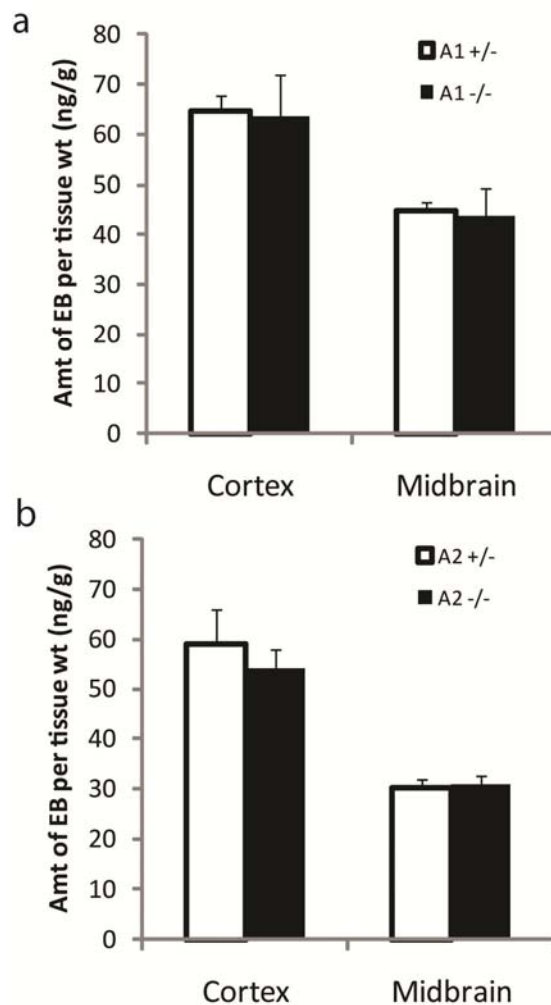 a
Amt of EB per tissue wt (ng/g)
80
70
60
50
40
30
20
10
0
A1 +/-
A1 -/-
Cortex Midbrain
b
Amt of EB per tissue wt (ng/g)
80
70
60
50
40
30
20
10
0
A2 +/-
A2 -/-
Cortex Midbrain